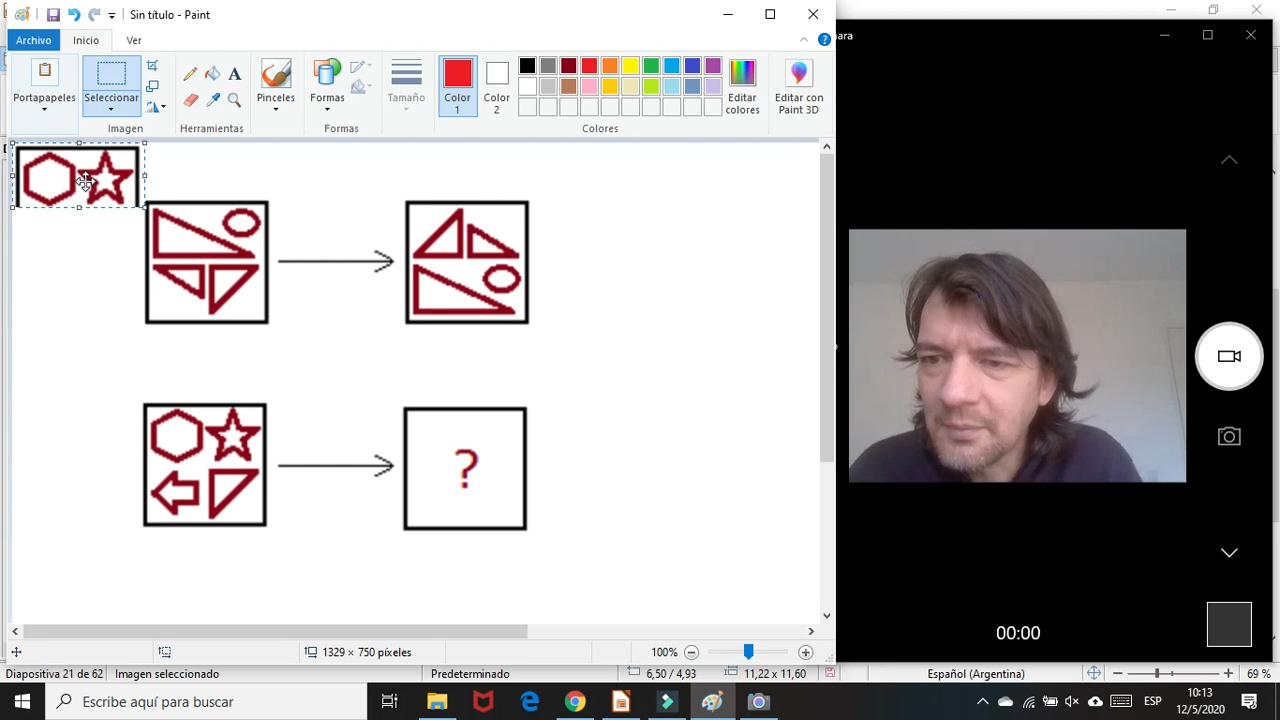 Sin título - Paint
ara
Archivo
Inicio
Ver
Portapapeles
Seleccionar
Pinceles
Formas
Tamaño
Color
1
Color
2
Editar
colores
Editar con
Paint 3D
Imagen
Herramientas
Formas
Colores
?
00:00
1329 × 750 píxeles
100%
Diapositiva 21 de 62
Imagen seleccionado
Predeterminado
6,50 / 4,93
11,22 x 11,60
Español (Argentina)
69 %
Escribe aquí para buscar
ESP
10:13
12/5/2020